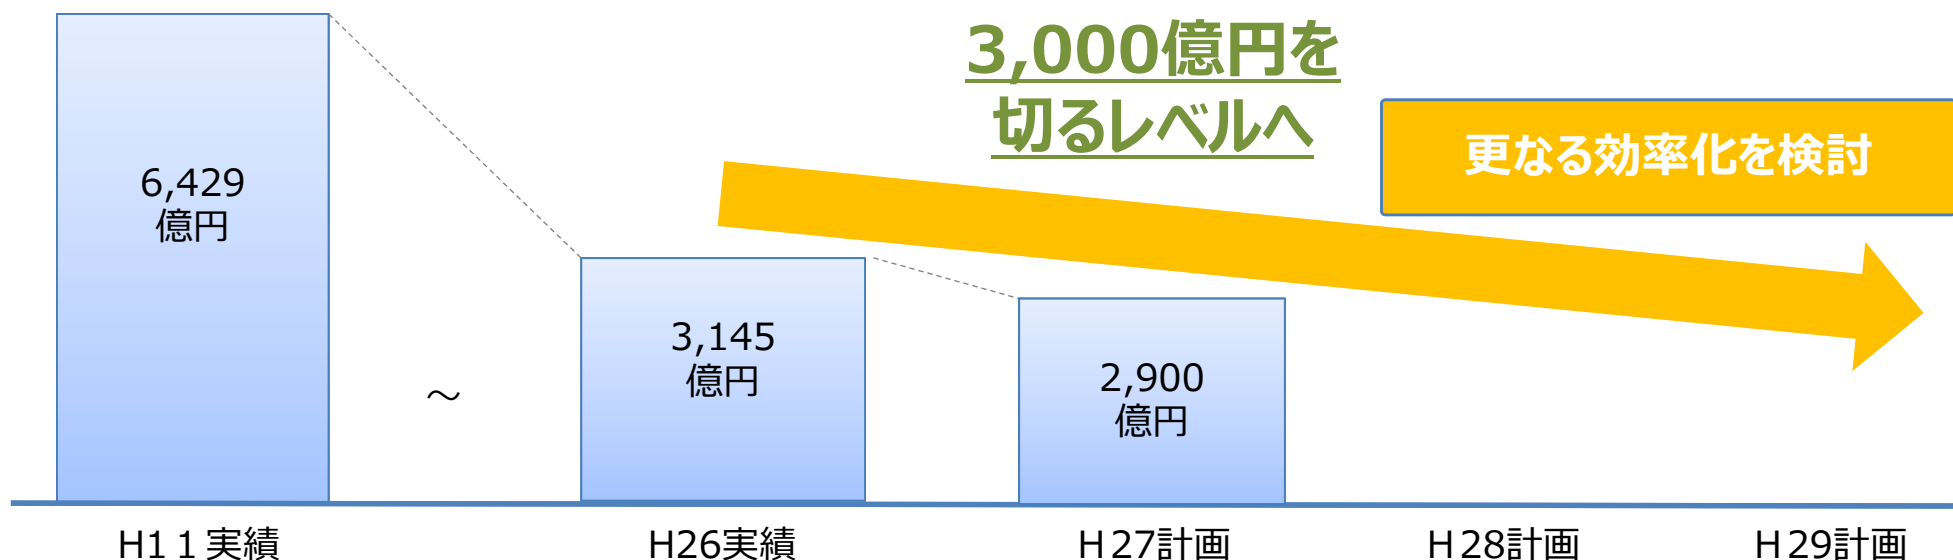 3,000億円を
切るレベルへ
更なる効率化を検討
6,429
億円
～
3,145
億円
2,900
億円
H1１実績
H26実績
Ｈ27計画
Ｈ28計画
Ｈ29計画